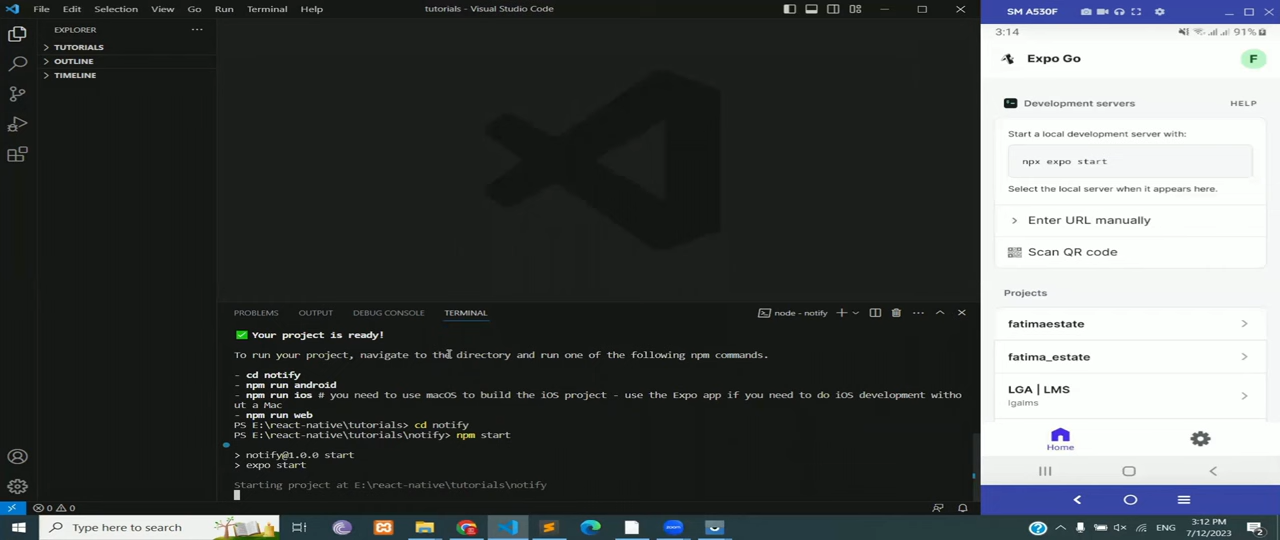 File Edit Selection View Go Run Terminal Help
tutorials - Visual Studio Code
EXPLORER
TUTORIALS
OUTLINE
TIMELINE
PROBLEMS OUTPUT DEBUG CONSOLE TERMINAL
node - notify
Your project is ready!
To run your project, navigate to the directory and run one of the following npm commands.
- cd notify
- npm run android
- npm run ios # you need to use macOS to build the iOS project - use the Expo app if you need to do iOS development witho
ut a Mac
- npm run web
PS E:\react-native\tutorials> cd notify
PS E:\react-native\tutorials\notify> npm start
> notify@1.0.0 start
> expo start
Starting project at E:\react-native\tutorials\notify
0 0
Type here to search
ENG
3:12 PM
7/12/2023
2
SM A530F
3:14
91%
Expo Go
F
Development servers
HELP
Start a local development server with:
npx expo start
Select the local server when it appears here.
Enter URL manually
Scan QR code
Projects
fatimaestate
fatima_estate
LGA | LMS
lgalms
Home